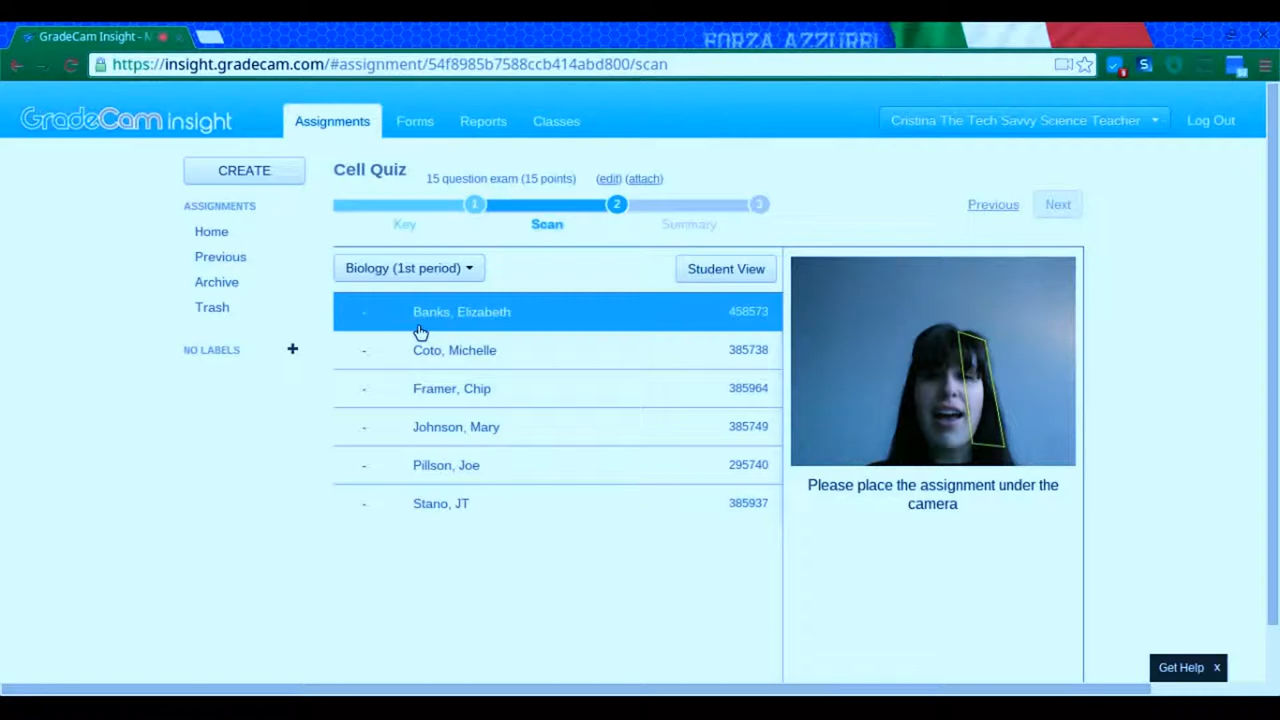 FORZA AZZURRI
GradeCam Insight - M
https://insight.gradecam.com/#assignment/54f8985b7588ccb414abd800/scan
GradeCam insight
Assignments
Forms
Reports
Classes
Cristina The Tech Savvy Science Teacher
Log Out
CREATE
Cell Quiz
15 question exam (15 points)
(edit) (attach)
ASSIGNMENTS
1
2
3
Previous
Next
Key
Scan
Summary
Home
Previous
Archive
Trash
NO LABELS +
Biology (1st period)
Student View
- Banks, Elizabeth 458573
- Coto, Michelle 385738
- Framer, Chip 385964
- Johnson, Mary 385749
- Pillson, Joe 295740
- Stano, JT 385937
Please place the assignment under the
camera
Get Help x